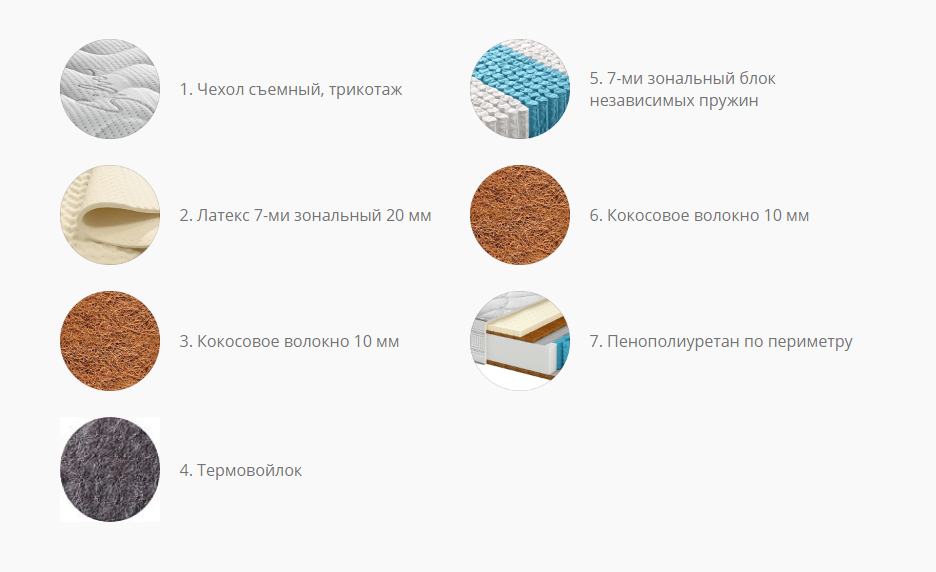 1. Чехол съемный, трикотаж
2. Латекс 7-ми зональный 20 мм
3. Кокосовое волокно 10 мм
4. Термовойлок
5. 7-ми зональный блок
независимых пружин
6. Кокосовое волокно 10 мм
7. Пенополиуретан по периметру